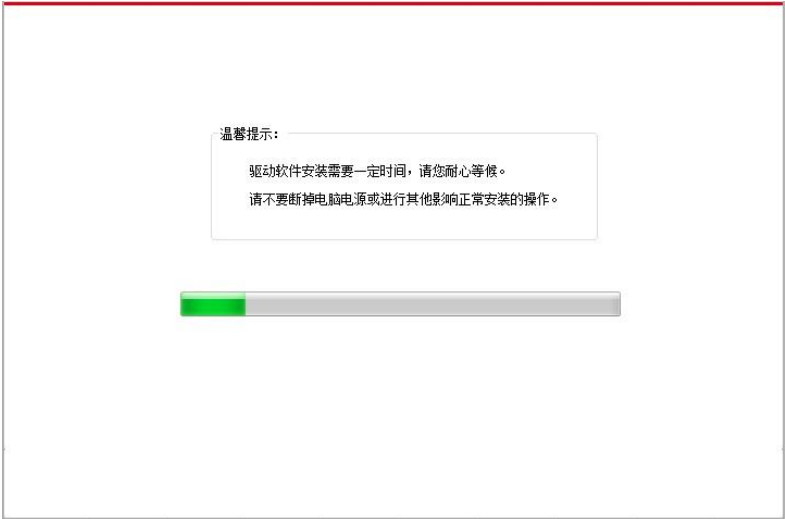 温馨提示：
驱动软件安装需要一定时间，请您耐心等候。
请不要断掉电脑电源或进行其他影响正常安装的操作。